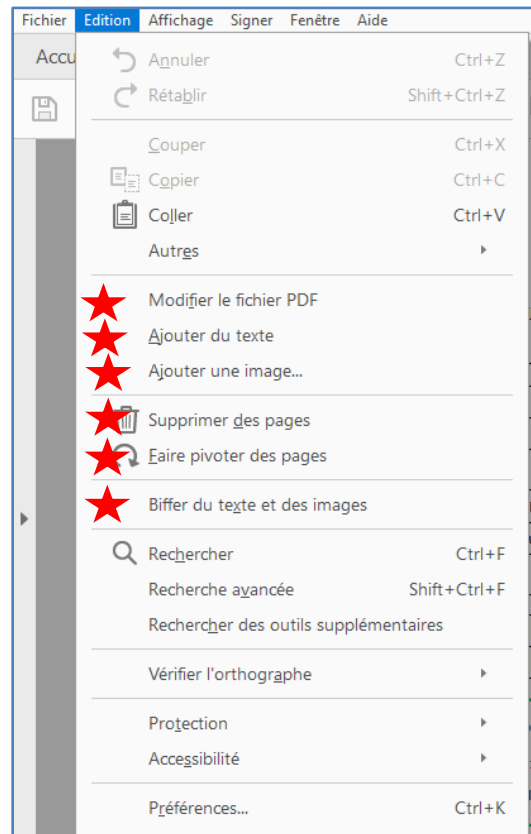 Fichier Edition Affichage Signer Fenêtre Aide
Accu
Annuler Ctrl+Z
Rétablir Shift+Ctrl+Z
Couper Ctrl+X
Copier Ctrl+C
Coller Ctrl+V
Autres
Modifier le fichier PDF
Ajouter du texte
Ajouter une image...
Supprimer des pages
Faire pivoter des pages
Biffer du texte et des images
Rechercher Ctrl+F
Recherche avancée Shift+Ctrl+F
Rechercher des outils supplémentaires
Vérifier l'orthographe
Protection
Accessibilité
Préférences... Ctrl+K